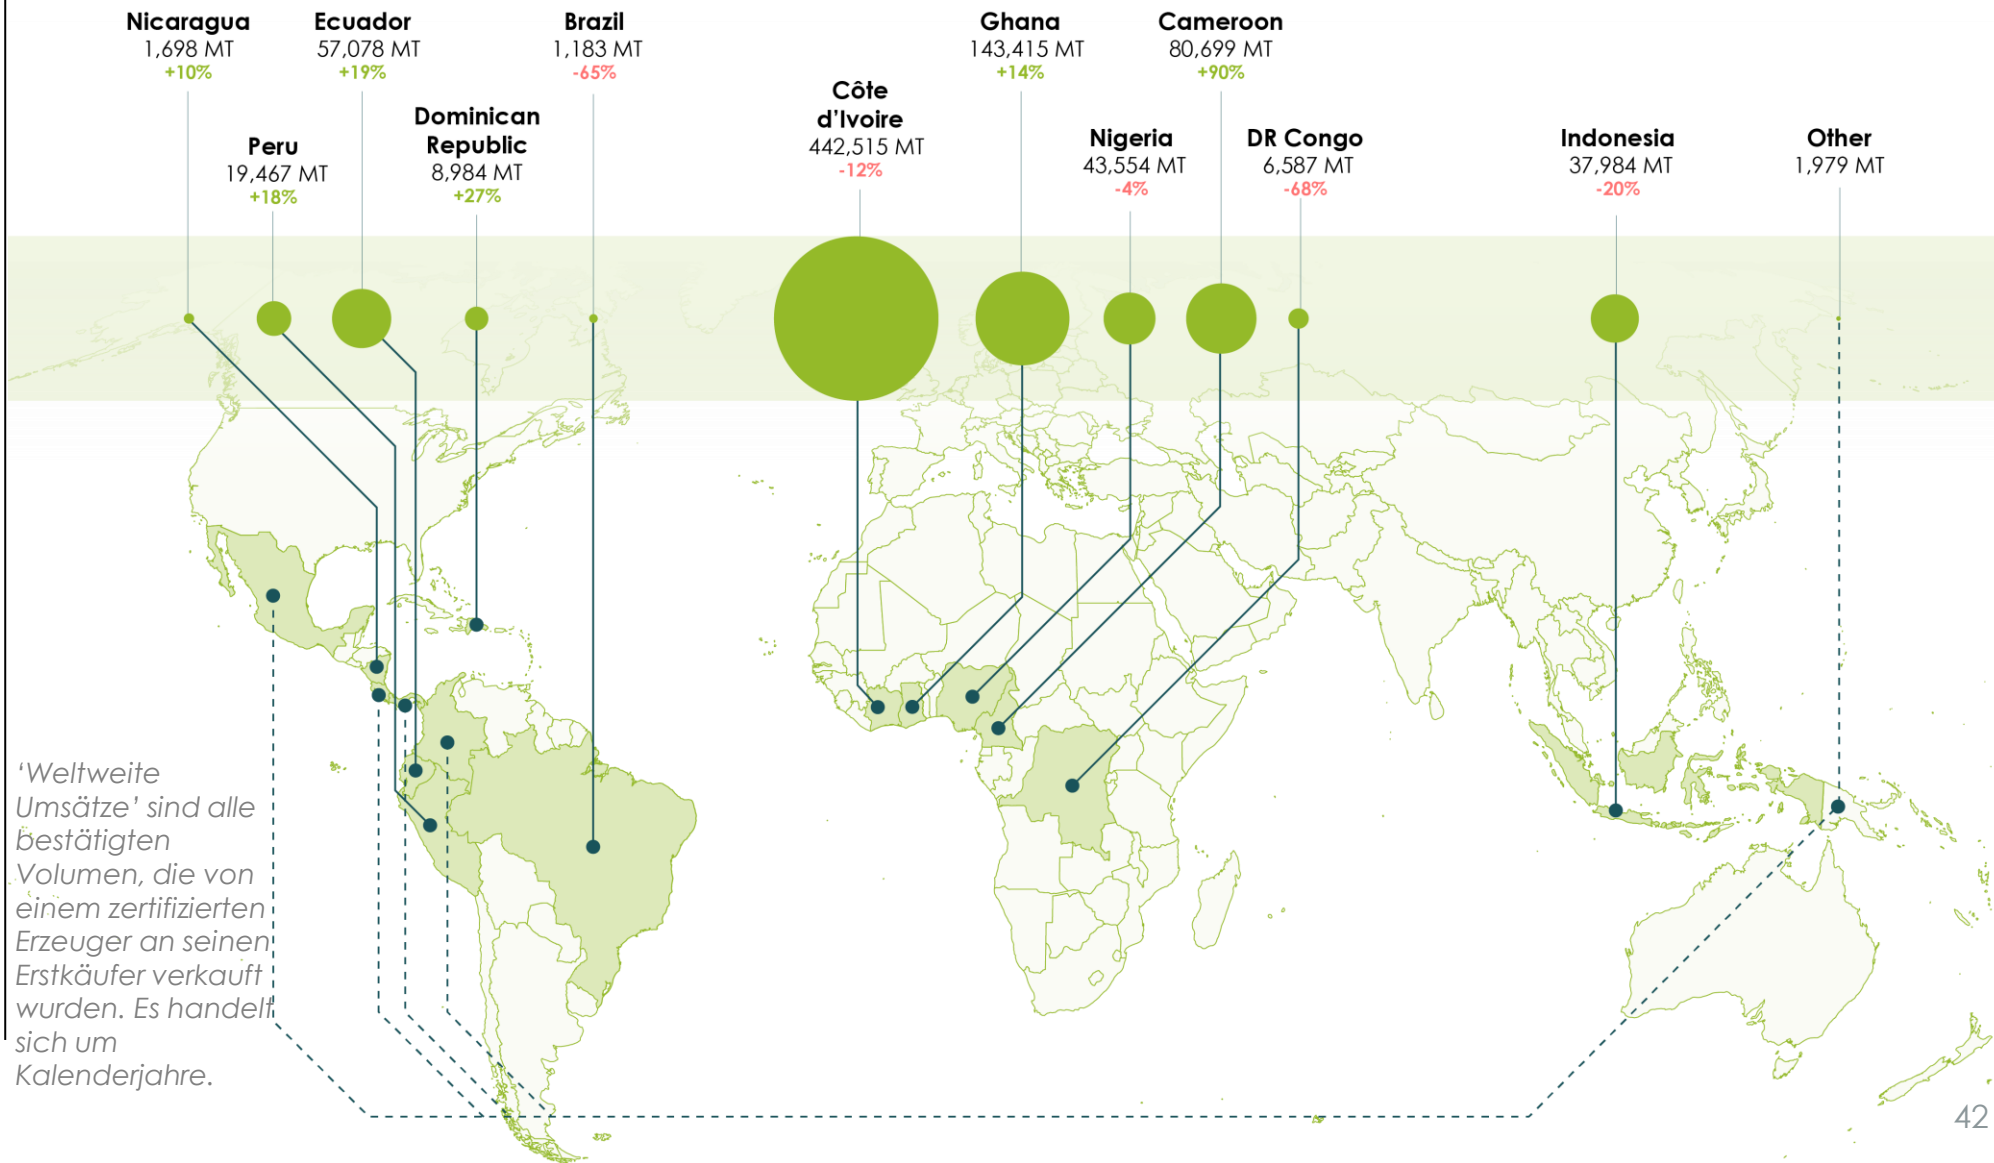 Nicaragua
1,698 MT
+10%
Ecuador
57,078 MT
+19%
Brazil
1,183 MT
-65%
Ghana
143,415 MT
+14%
Cameroon
80,699 MT
+90%
Peru
19,467 MT
+18%
Dominican
Republic
8,984 MT
+27%
Côte
d’Ivoire
442,515 MT
-12%
Nigeria
43,554 MT
-4%
DR Congo
6,587 MT
-68%
Indonesia
37,984 MT
-20%
Other
1,979 MT
‘Weltweite
Umsätze’ sind alle
bestätigten
Volumen, die von
einem zertifizierten
Erzeuger an seinen
Erstkäufer verkauft
wurden. Es handelt
sich um
Kalenderjahre.
42